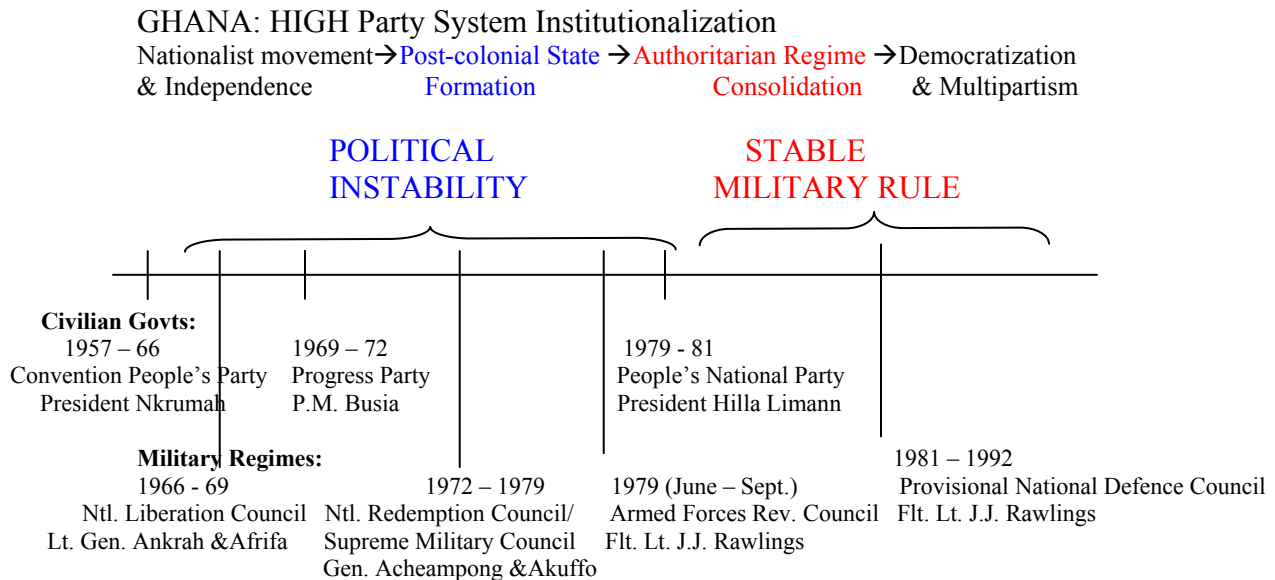 GHANA: HIGH Party System Institutionalization
Nationalist movement→Post-colonial State →Authoritarian Regime →Democratization
& Independence Formation Consolidation & Multipartism
POLITICAL STABLE
INSTABILITY MILITARY RULE
Civilian Govts:
1957 – 66 1969 – 72 1979 - 81
Convention People’s Party Progress Party People’s National Party
President Nkrumah P.M. Busia President Hilla Limann
Military Regimes: 1981 – 1992
1966 - 69 1972 – 1979 1979 (June – Sept.) Provisional National Defence Council
Ntl. Liberation Council Ntl. Redemption Council/ Armed Forces Rev. Council Flt. Lt. J.J. Rawlings
Lt. Gen. Ankrah &Afrifa Supreme Military Council Flt. Lt. J.J. Rawlings
Gen. Acheampong &Akuffo